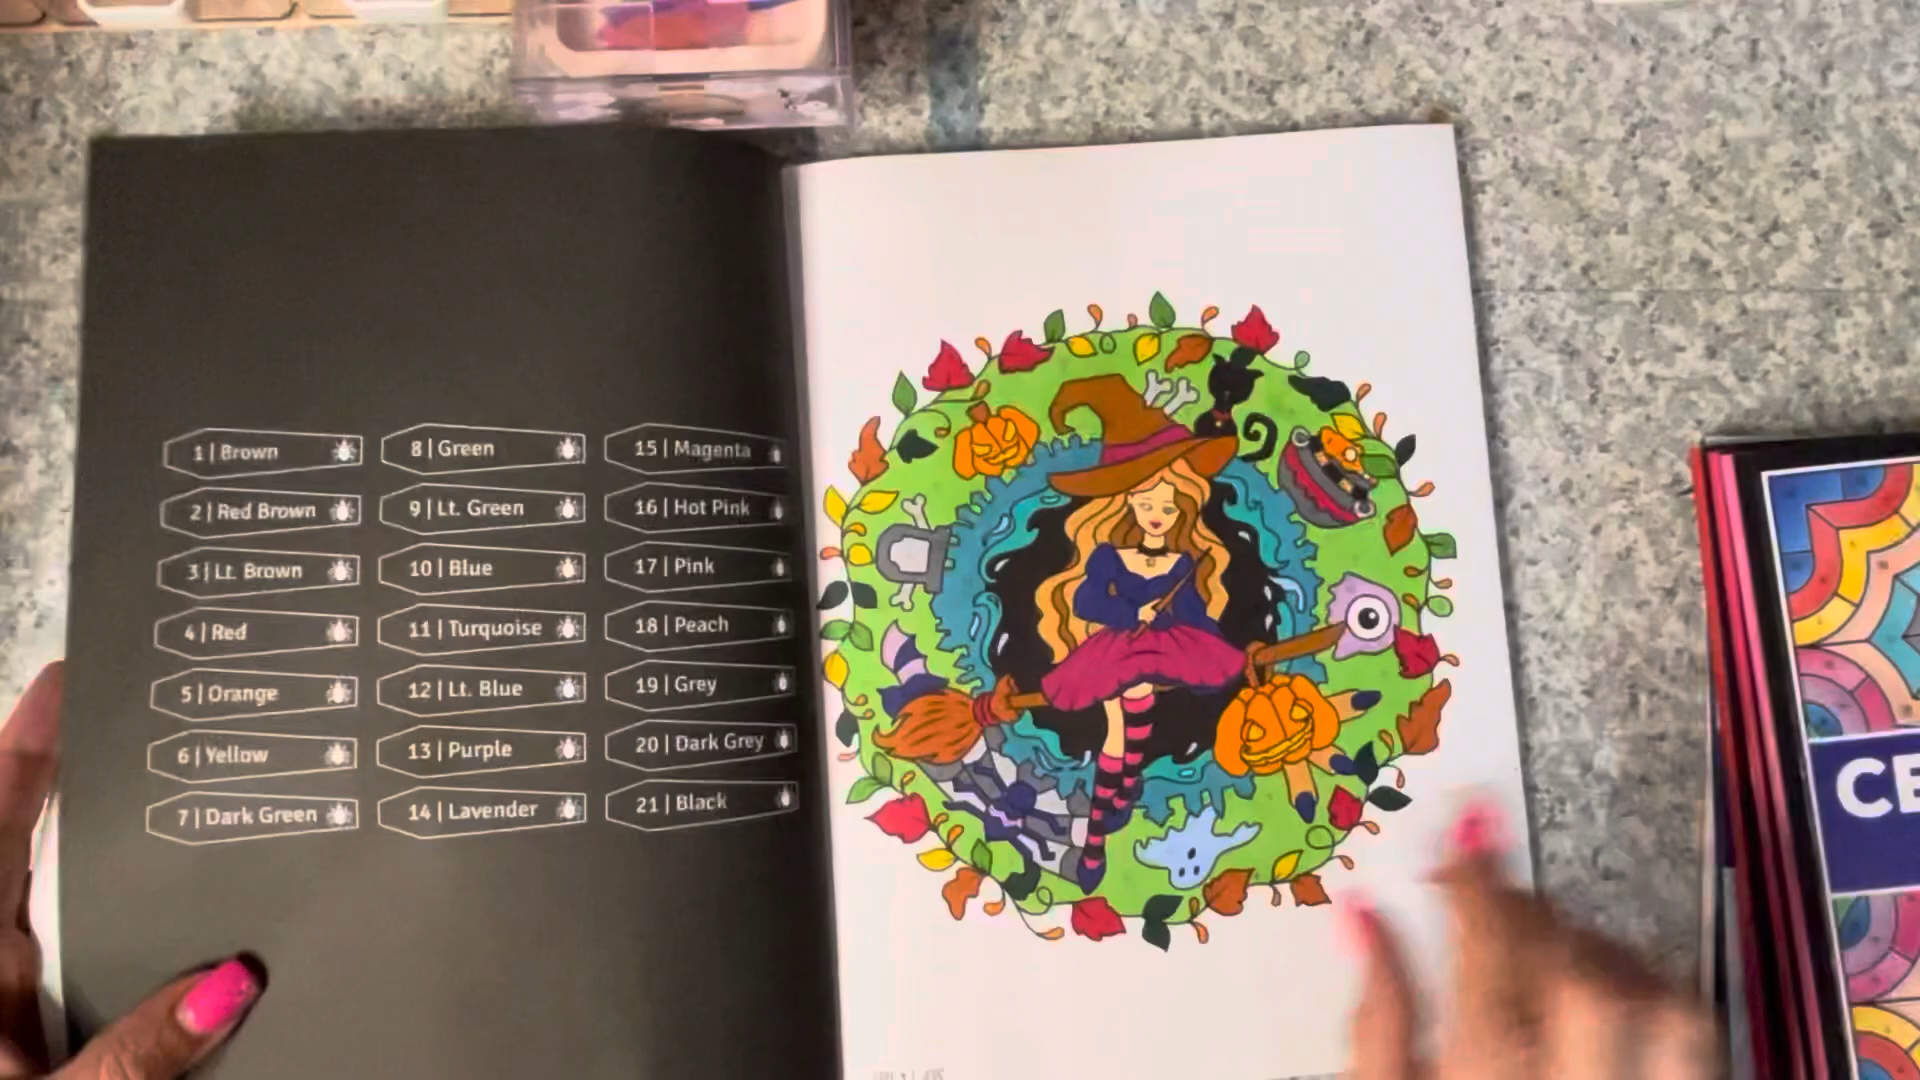 1 | Brown
2 | Red Brown
3 | Lt. Brown
4 | Red
5 | Orange
6 | Yellow
7 | Dark Green
8 | Green
9 | Lt. Green
10 | Blue
11 | Turquoise
12 | Lt. Blue
13 | Purple
14 | Lavender
15 | Magenta
16 | Hot Pink
17 | Pink
18 | Peach
19 | Grey
20 | Dark Grey
21 | Black
CE